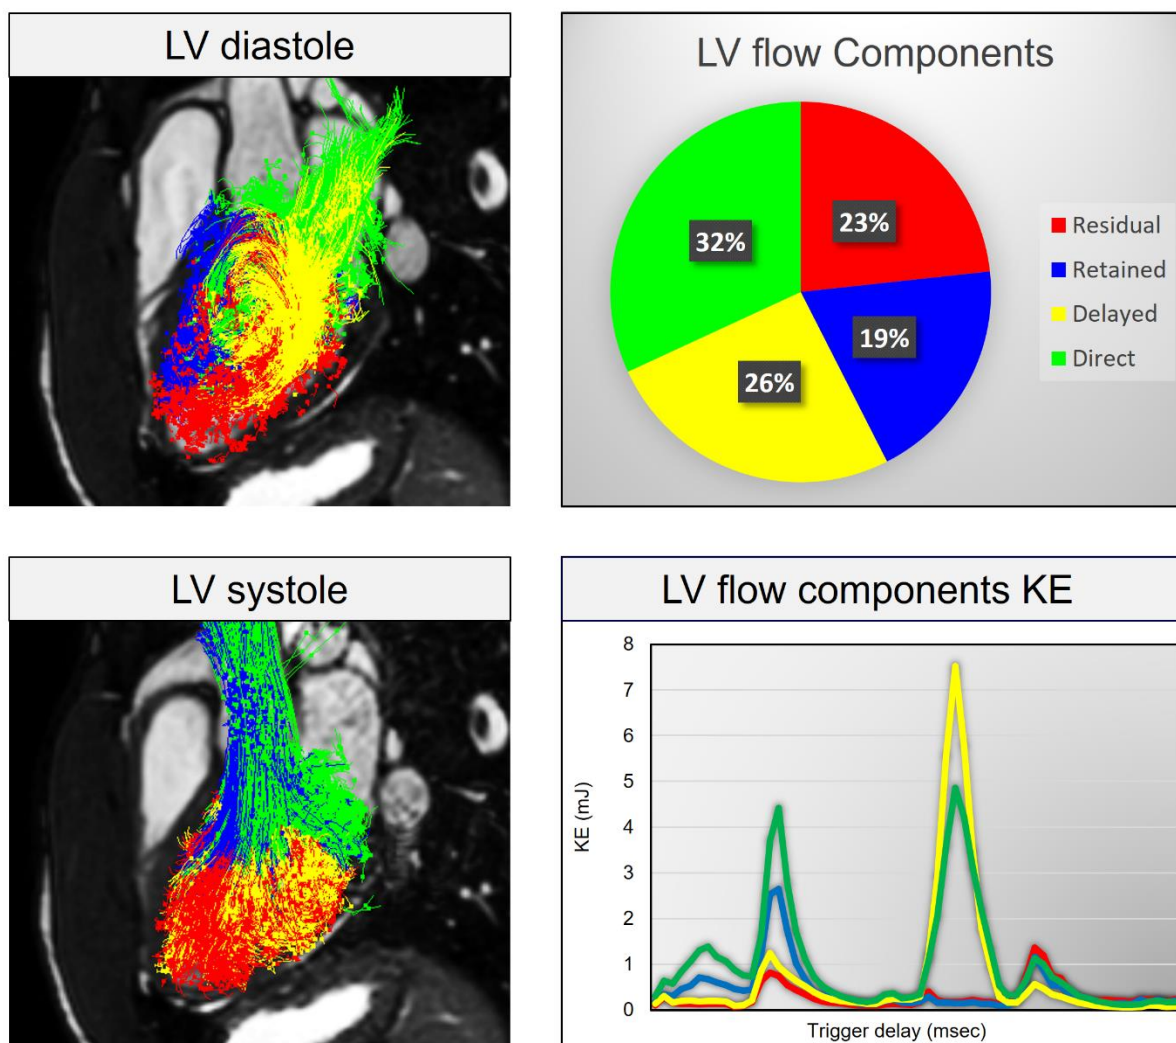 LV diastole
LV flow Components
32%
23%
19%
26%
Residual
Retained
Delayed
Direct
LV systole
LV flow components KE
8
7
6
5
4
3
2
1
0
KE (mJ)
Trigger delay (msec)